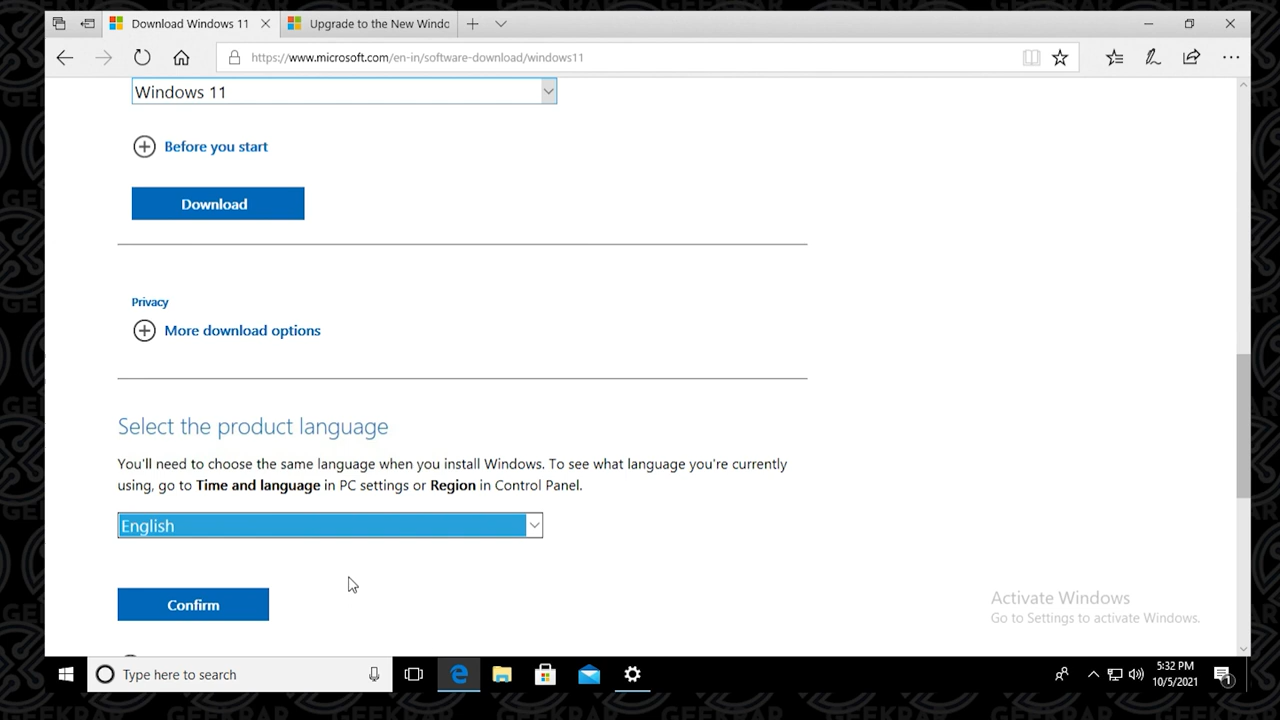 Download Windows 11
Upgrade to the New Windo
https://www.microsoft.com/en-in/software-download/windows11
Windows 11
Before you start
Download
Privacy
More download options
Select the product language
You'll need to choose the same language when you install Windows. To see what language you're currently
using, go to Time and language in PC settings or Region in Control Panel.
English
Confirm
Activate Windows
Go to Settings to activate Windows.
Type here to search
5:32 PM
10/5/2021
1